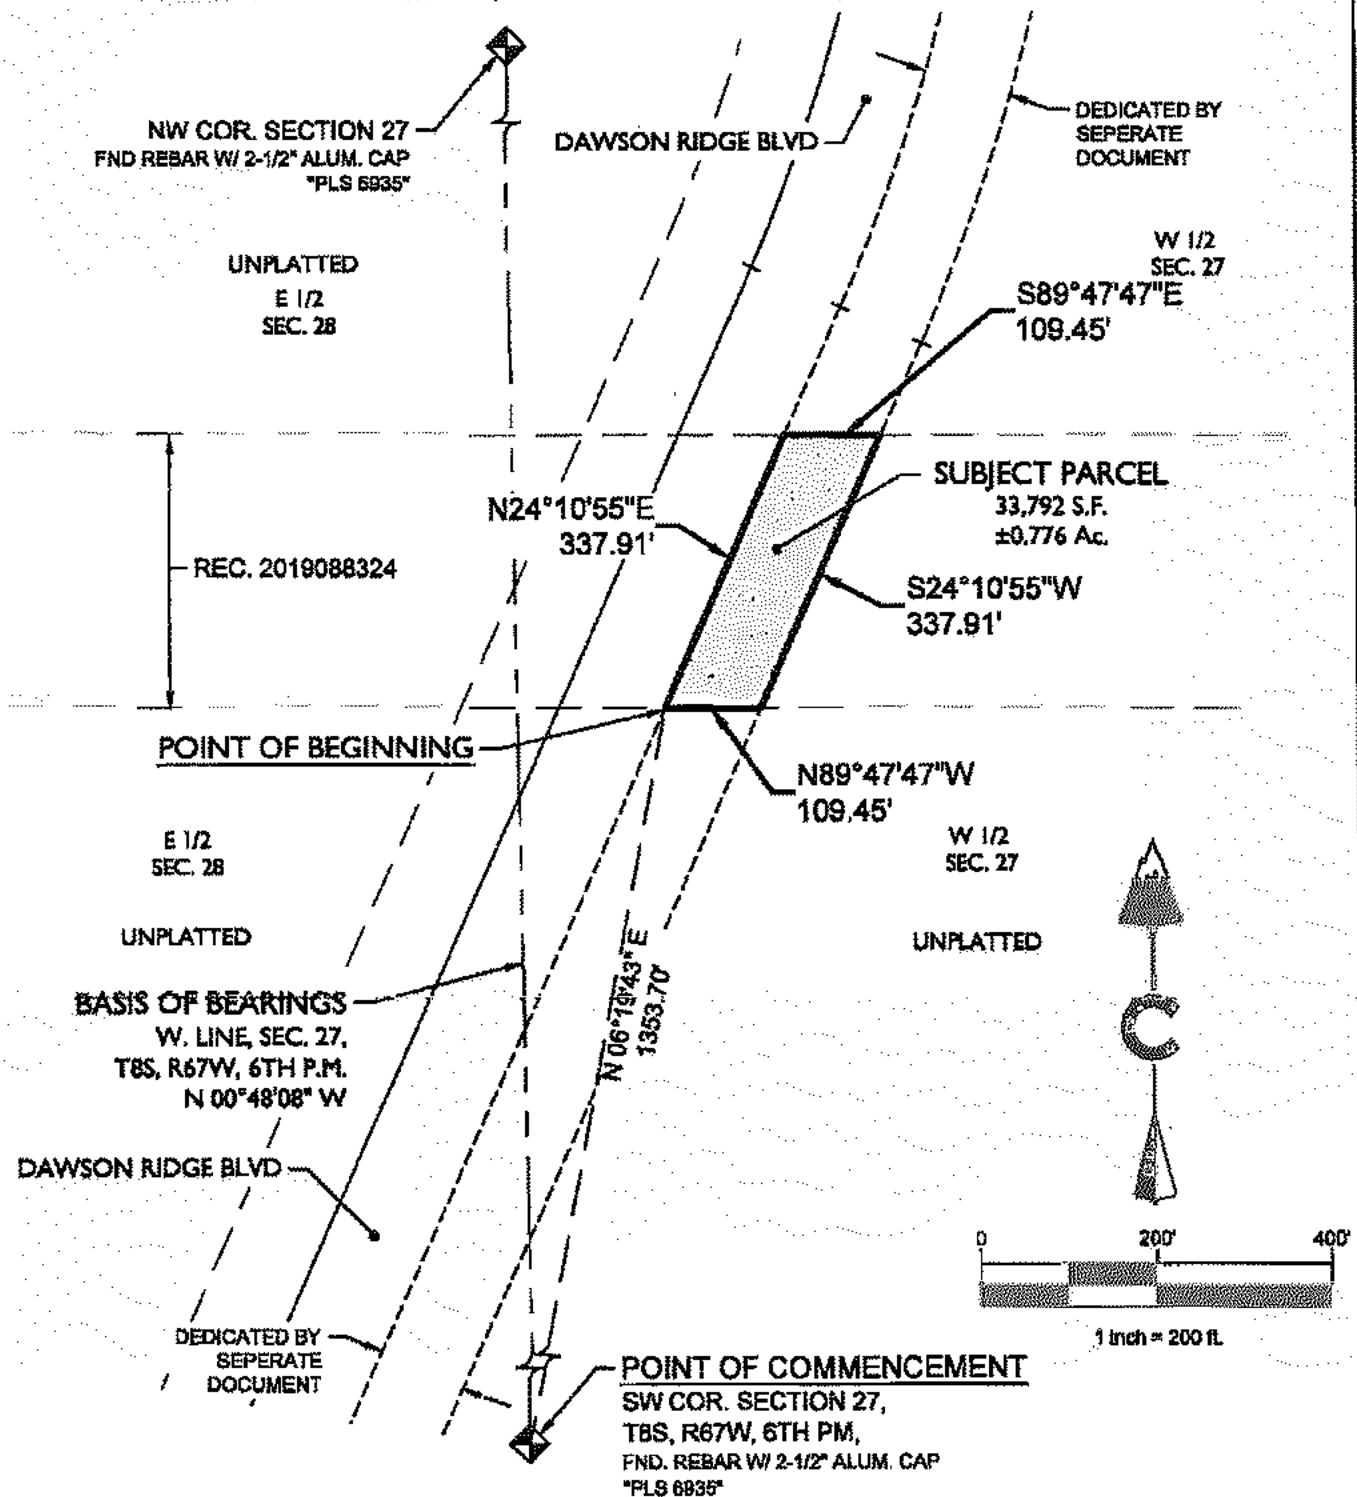 NW COR. SECTION 27
FND REBAR W/ 2-1/2" ALUM. CAP
"PLS 6935"
DAWSON RIDGE BLVD
DEDICATED BY
SEPERATE
DOCUMENT
UNPLATTED
E 1/2
SEC. 28
W 1/2
SEC. 27
S89°47'47"E
109.45'
SUBJECT PARCEL
33,792 S.F.
±0.776 Ac.
N24°10'55"E
337.91'
REC. 2019088324
S24°10'55"W
337.91'
POINT OF BEGINNING
N89°47'47"W
109.45'
E 1/2
SEC. 28
W 1/2
SEC. 27
UNPLATTED
UNPLATTED
N 06°19'43" E
1353.70'
BASIS OF BEARINGS
W. LINE, SEC. 27,
T8S, R67W, 6TH P.M.
N 00°48'08" W
C
DAWSON RIDGE BLVD
0 200' 400'
1 inch = 200 ft.
DEDICATED BY
SEPERATE
DOCUMENT
POINT OF COMMENCEMENT
SW COR. SECTION 27,
T8S, R67W, 6TH PM,
FND. REBAR W/ 2-1/2" ALUM. CAP
"PLS 6935"